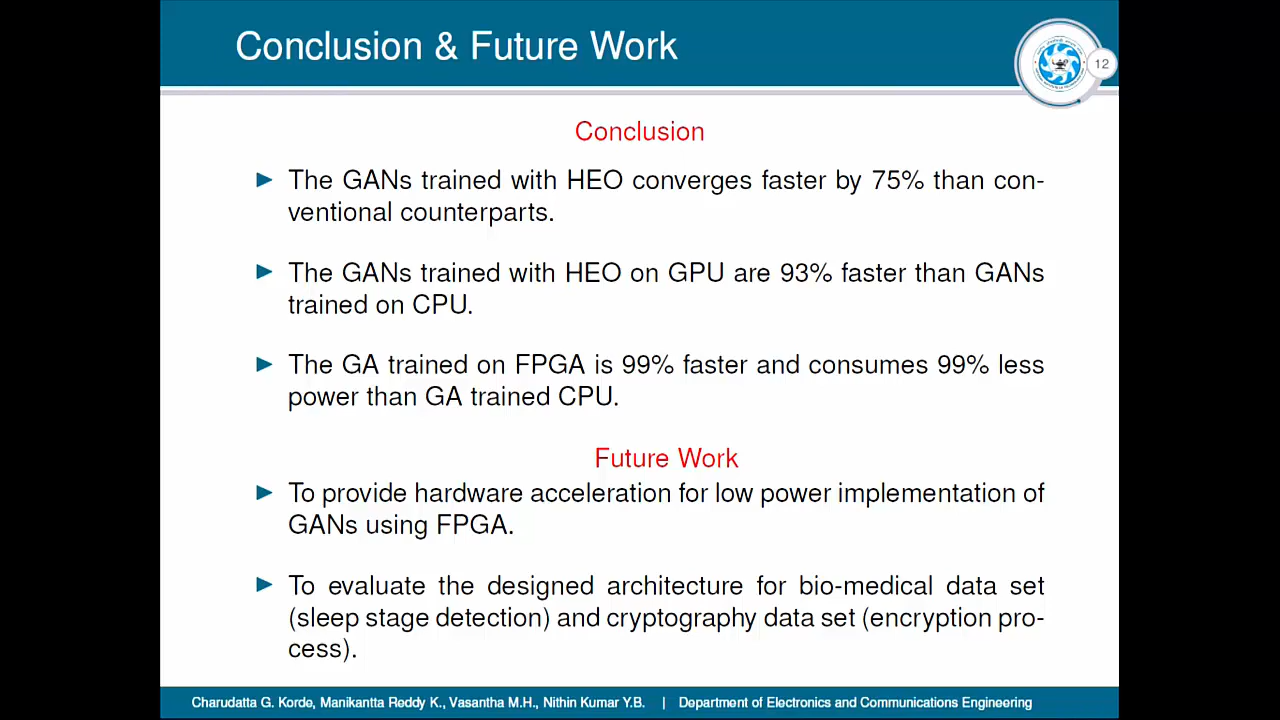 Conclusion & Future Work
12
Conclusion
The GANs trained with HEO converges faster by 75% than con-
ventional counterparts.
The GANs trained with HEO on GPU are 93% faster than GANs
trained on CPU.
The GA trained on FPGA is 99% faster and consumes 99% less
power than GA trained CPU.
Future Work
To provide hardware acceleration for low power implementation of
GANs using FPGA.
To evaluate the designed architecture for bio-medical data set
(sleep stage detection) and cryptography data set (encryption pro-
cess).
Charudatta G. Korde, Manikantta Reddy K., Vasantha M.H., Nithin Kumar Y.B. | Department of Electronics and Communications Engineering